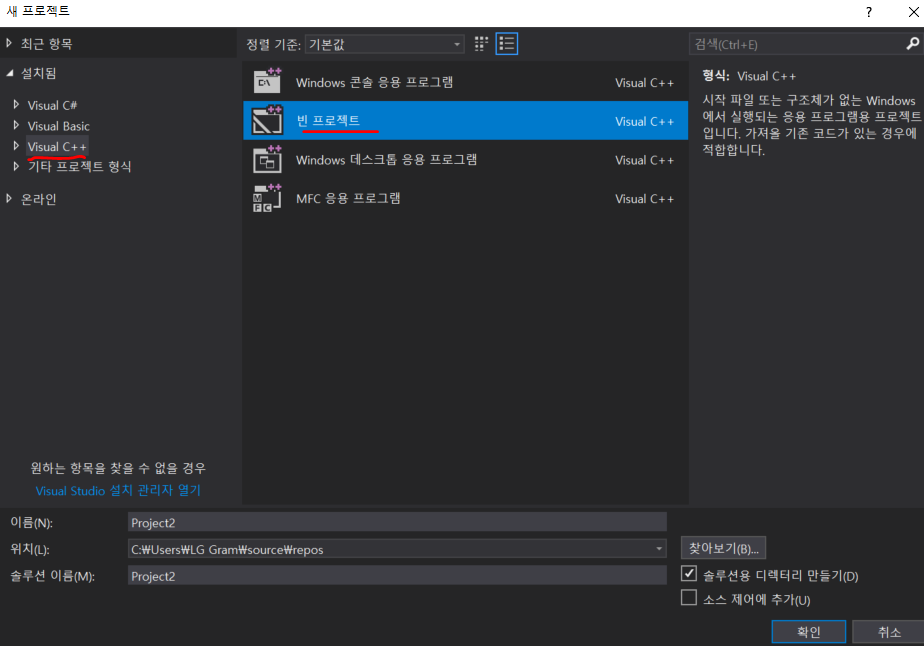 새 프로젝트
?
최근 항목
정렬 기준: 기본값
검색(Ctrl+E)
설치됨
Visual C#
Visual Basic
Visual C++
기타 프로젝트 형식
온라인
Windows 콘솔 응용 프로그램 Visual C++
빈 프로젝트 Visual C++
Windows 데스크톱 응용 프로그램 Visual C++
MFC 응용 프로그램 Visual C++
형식: Visual C++
시작 파일 또는 구조체가 없는 Windows
에서 실행되는 응용 프로그램용 프로젝트
입니다. 가져올 기존 코드가 있는 경우에
적합합니다.
원하는 항목을 찾을 수 없을 경우
Visual Studio 설치 관리자 열기
이름(N): Project2
위치(L): C:₩Users₩LG Gram₩source₩repos
찾아보기(B)...
솔루션 이름(M): Project2
솔루션용 디렉터리 만들기(D)
소스 제어에 추가(U)
확인 취소